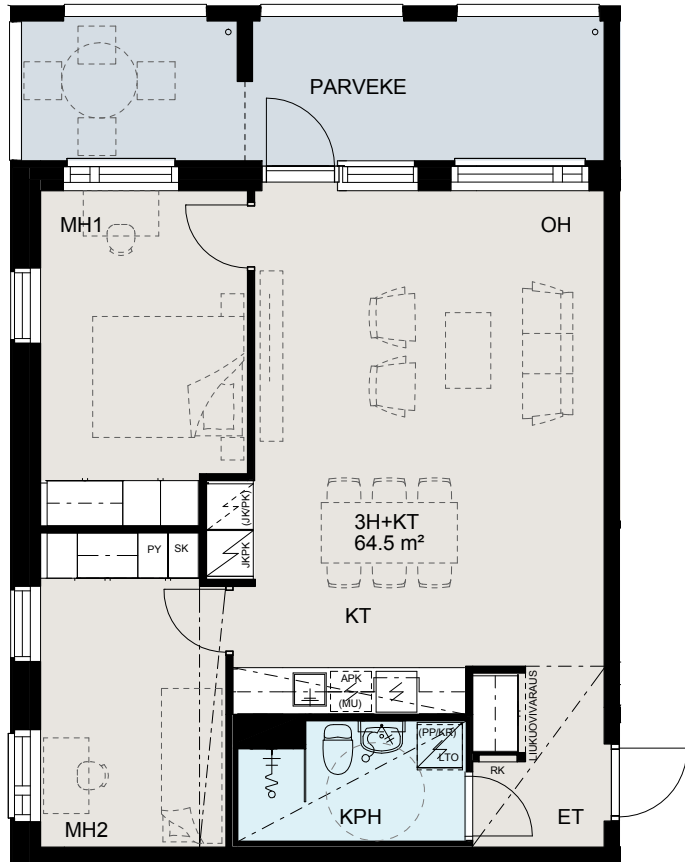 PARVEKE
MH1
OH
(JK/PK)
JKPK
3H+KT
64.5 m²
PY
SK
KT
APK
(MU)
LIUKUOVIVARAUS
(PP/KR)
LTO
RK
KPH
ET
MH2